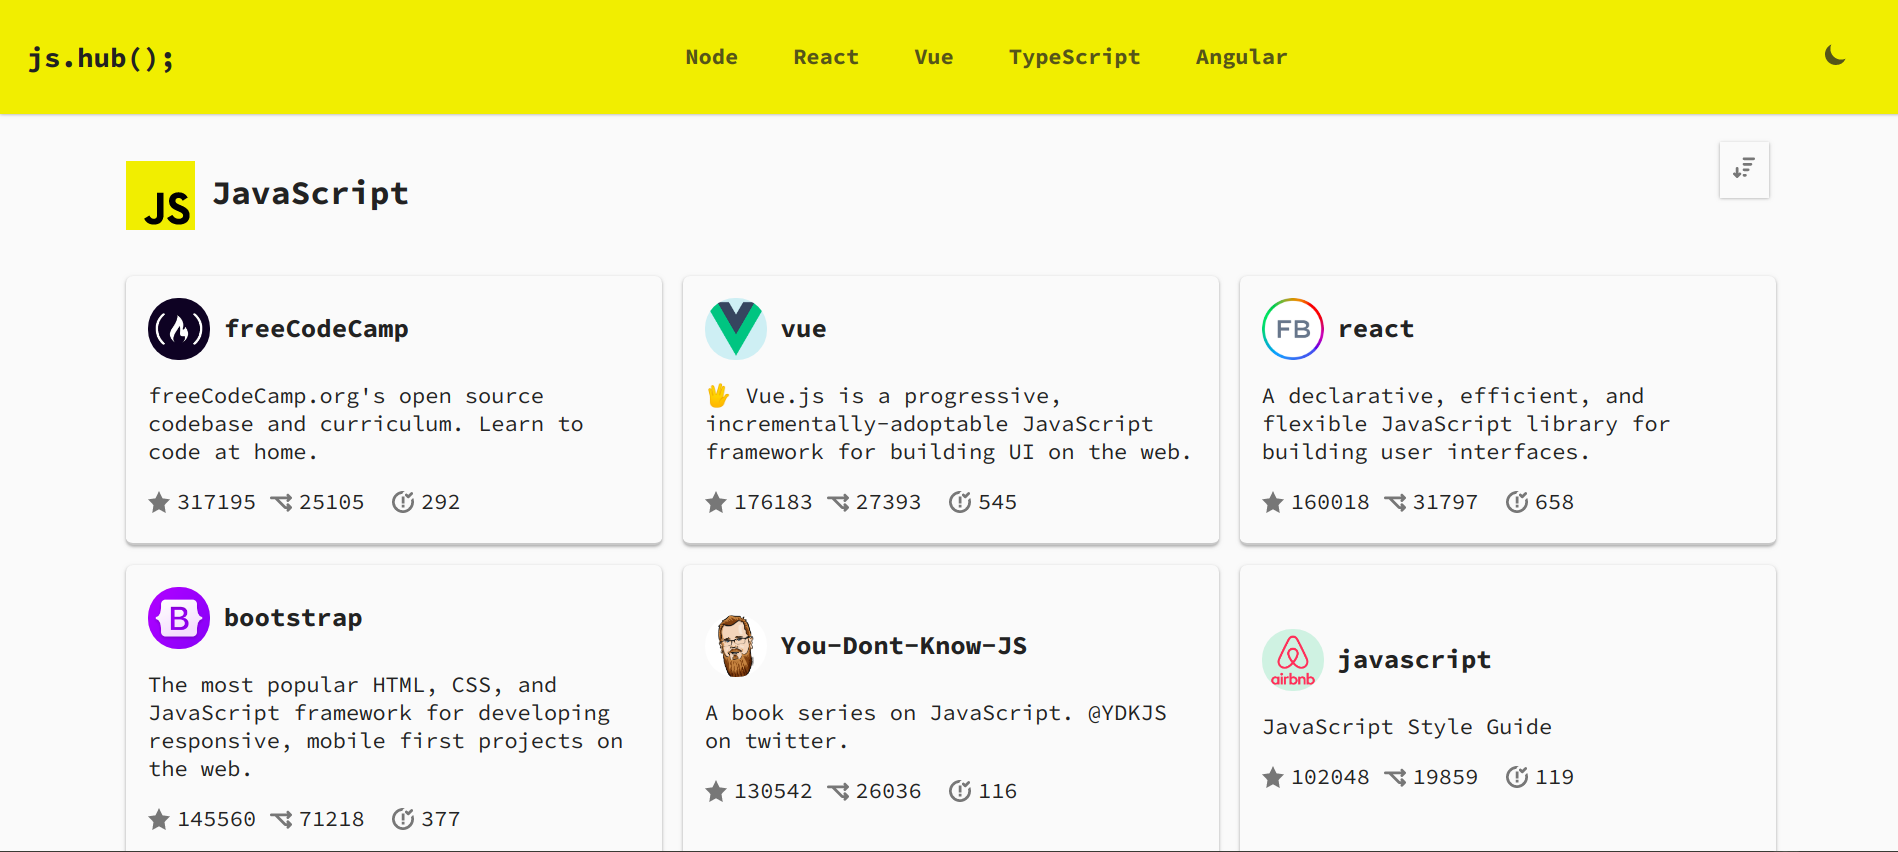 js.hub();
Node React Vue TypeScript Angular
JS JavaScript
freeCodeCamp
freeCodeCamp.org's open source
codebase and curriculum. Learn to
code at home.
317195 25105 292
vue
🖖 Vue.js is a progressive,
incrementally-adoptable JavaScript
framework for building UI on the web.
176183 27393 545
FB react
A declarative, efficient, and
flexible JavaScript library for
building user interfaces.
160018 31797 658
B bootstrap
The most popular HTML, CSS, and
JavaScript framework for developing
responsive, mobile first projects on
the web.
145560 71218 377
You-Dont-Know-JS
A book series on JavaScript. @YDKJS
on twitter.
130542 26036 116
airbnb javascript
JavaScript Style Guide
102048 19859 119